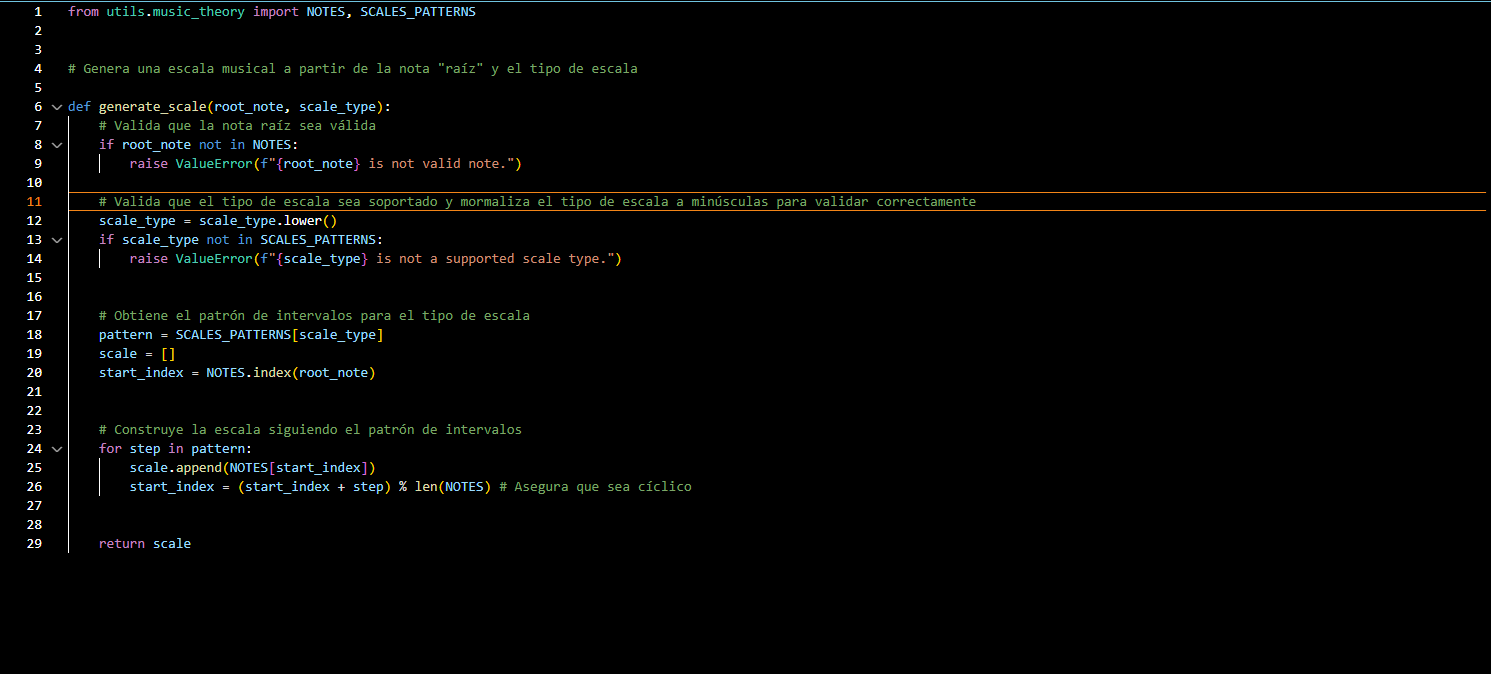 1 from utils.music_theory import NOTES, SCALES_PATTERNS
2
3
4 # Genera una escala musical a partir de la nota "raíz" y el tipo de escala
5
6 def generate_scale(root_note, scale_type):
7     # Valida que la nota raíz sea válida
8     if root_note not in NOTES:
9         raise ValueError(f"{root_note} is not valid note.")
10
11     # Valida que el tipo de escala sea soportado y mormaliza el tipo de escala a minúsculas para validar correctamente
12     scale_type = scale_type.lower()
13     if scale_type not in SCALES_PATTERNS:
14         raise ValueError(f"{scale_type} is not a supported scale type.")
15
16
17     # Obtiene el patrón de intervalos para el tipo de escala
18     pattern = SCALES_PATTERNS[scale_type]
19     scale = []
20     start_index = NOTES.index(root_note)
21
22
23     # Construye la escala siguiendo el patrón de intervalos
24     for step in pattern:
25         scale.append(NOTES[start_index])
26         start_index = (start_index + step) % len(NOTES) # Asegura que sea cíclico
27
28
29     return scale